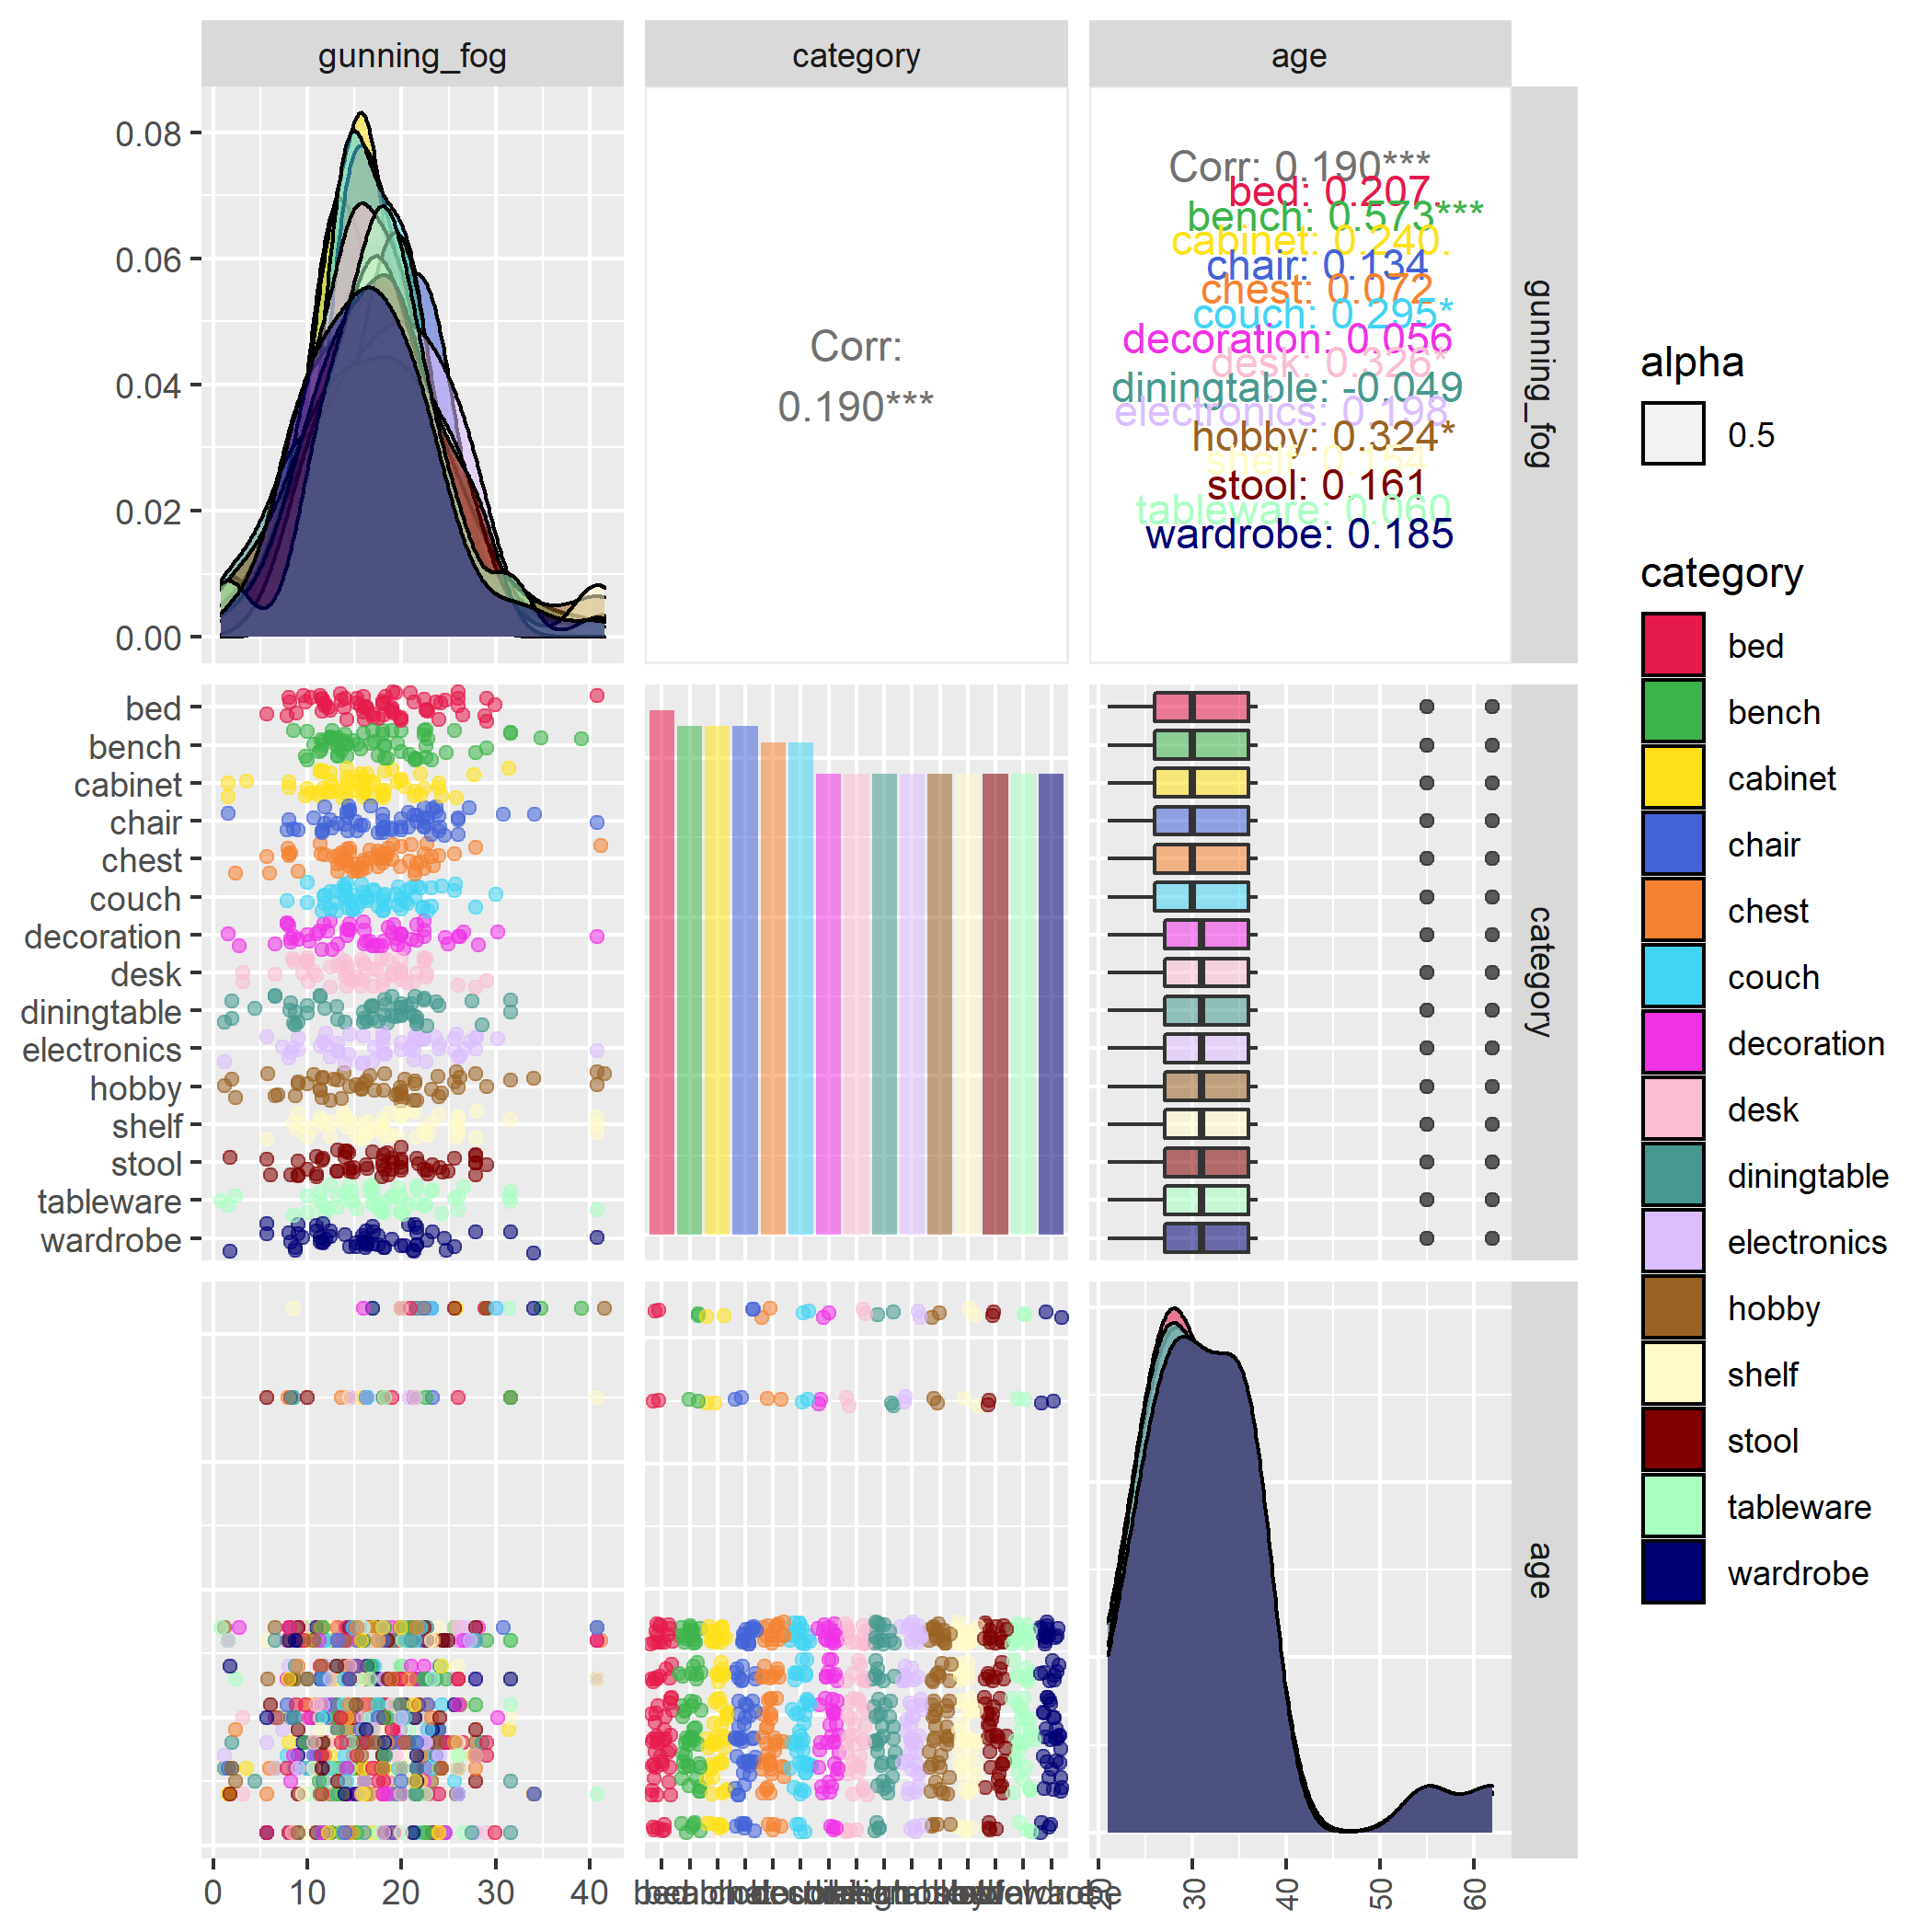 gunning_fog
category
age
0.08
0.06
0.04
0.02
0.00
Corr:
0.190***
Corr: 0.190***
bed: 0.207.
bench: 0.573***
cabinet: 0.240.
chair: 0.134
chest: 0.072
couch: 0.295*
decoration: 0.056
desk: 0.326*
diningtable: -0.049
electronics: 0.198
hobby: 0.324*
shelf: 0.154
stool: 0.161
tableware: 0.060
wardrobe: 0.185
gunning_fog
bed
bench
cabinet
chair
chest
couch
decoration
desk
diningtable
electronics
hobby
shelf
stool
tableware
wardrobe
category
age
0 10 20 30 40
20 30 40 50 60
alpha
0.5
category
bed
bench
cabinet
chair
chest
couch
decoration
desk
diningtable
electronics
hobby
shelf
stool
tableware
wardrobe